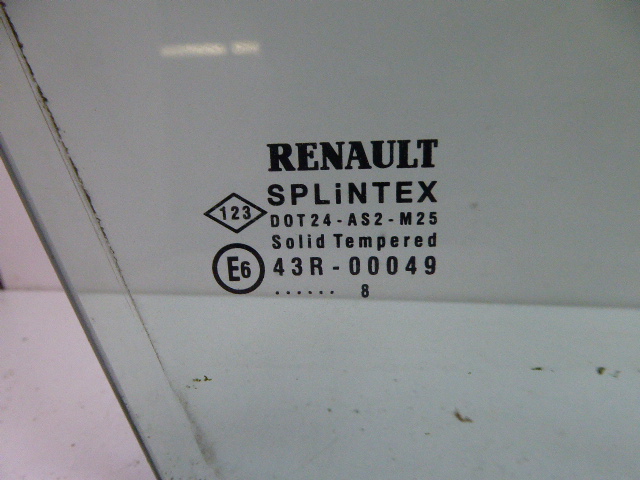 RENAULT
SPLiNTEX
123
DOT24-AS2-M25
Solid Tempered
E6 43R-00049
...... 8